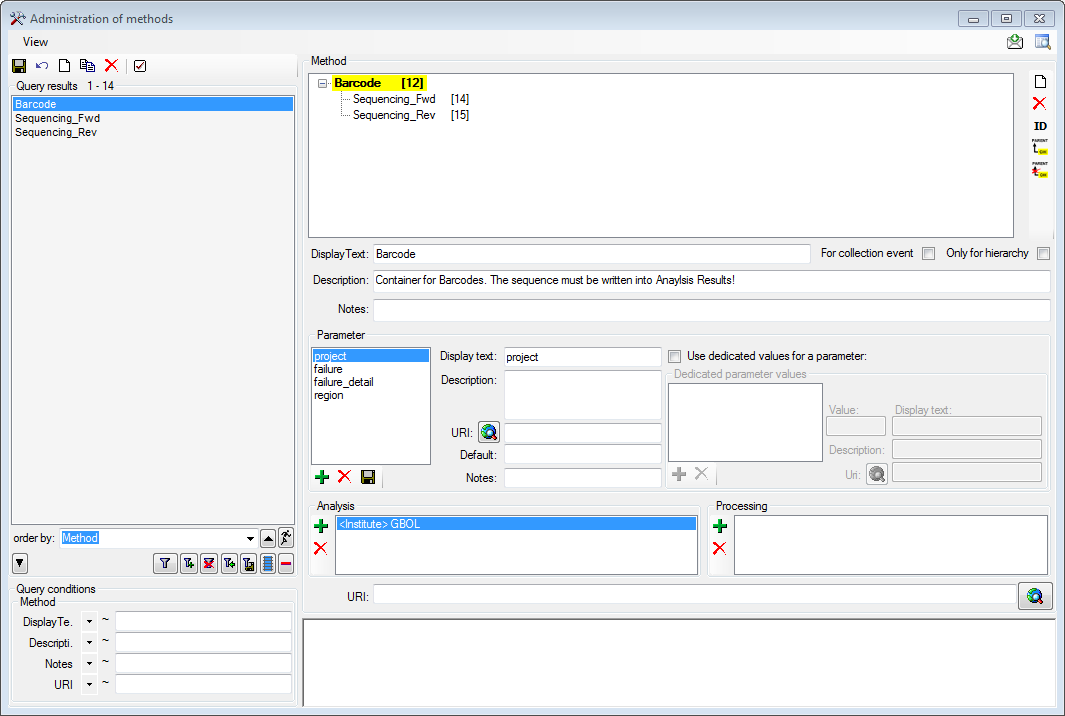 Administration of methods
View
Query results 1 - 14
Barcode
Sequencing_Fwd
Sequencing_Rev
order by: Method
Query conditions
Method
DisplayTe. ~
Descripti. ~
Notes ~
URI ~
Method
Barcode [12]
Sequencing_Fwd [14]
Sequencing_Rev [15]
ID
PARENT
PARENT
DisplayText: Barcode For collection event Only for hierarchy
Description: Container for Barcodes. The sequence must be written into Anaylsis Results!
Notes:
Parameter
project
failure
failure_detail
region
Display text: project
Description:
URI:
Default:
Notes:
Use dedicated values for a parameter:
Dedicated parameter values
Value: Display text:
Description:
Uri:
Analysis
<Institute> GBOL
Processing
URI: